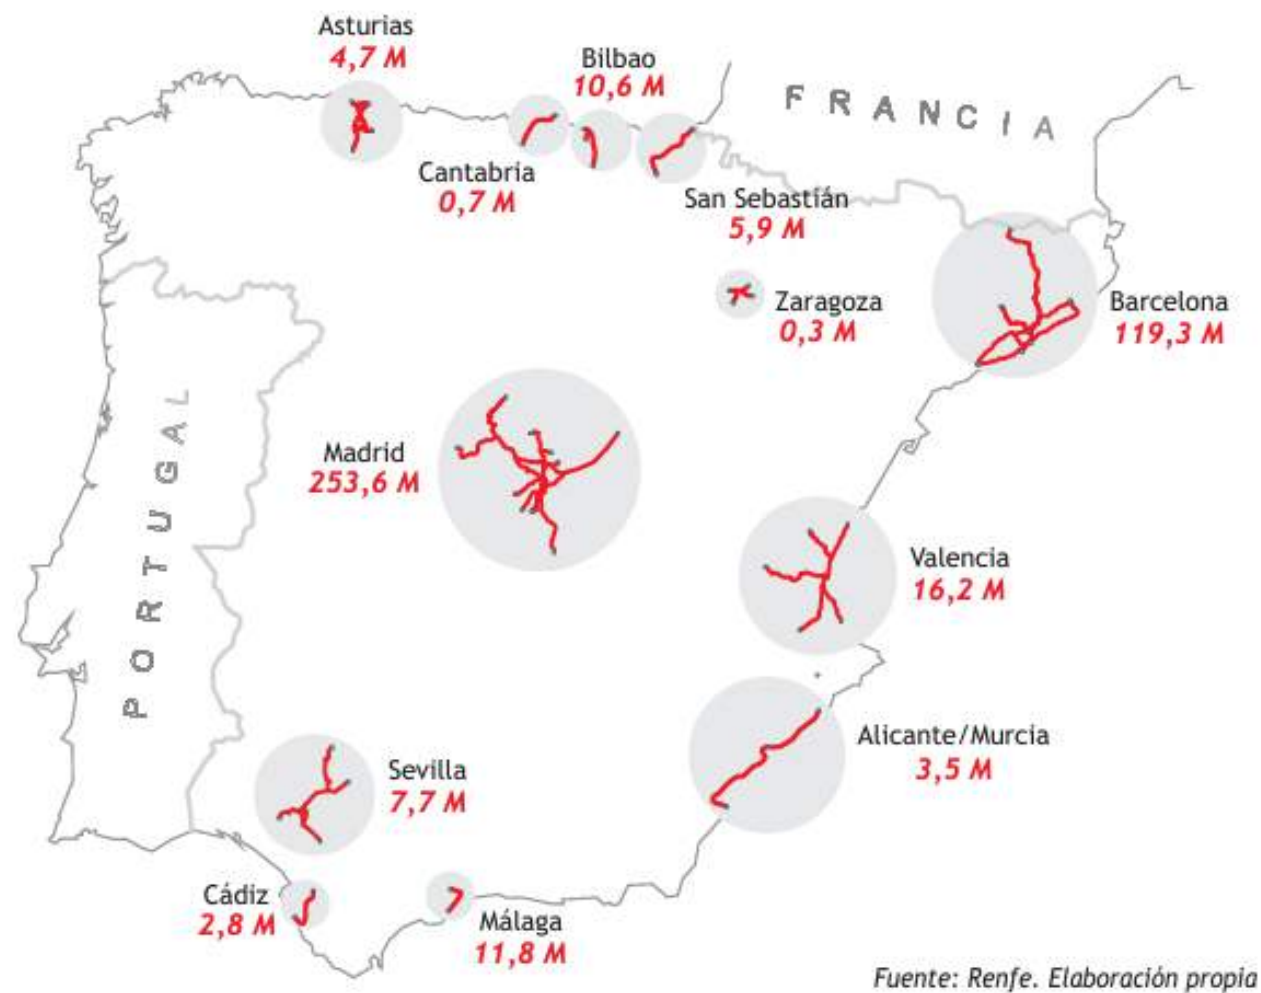 Asturias
4,7 M
Bilbao
10,6 M
FRANCIA
Cantabria
0,7 M
San Sebastián
5,9 M
Zaragoza
0,3 M
Barcelona
119,3 M
Madrid
253,6 M
PORTUGAL
Valencia
16,2 M
Alicante/Murcia
3,5 M
Sevilla
7,7 M
Cádiz
2,8 M
Málaga
11,8 M
Fuente: Renfe. Elaboración propia